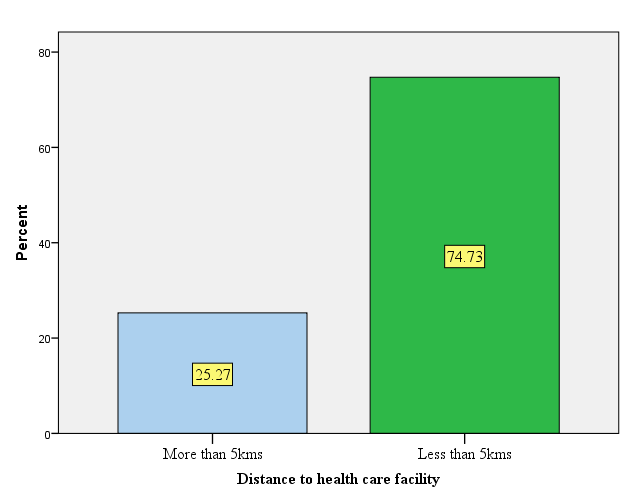 80
60
40
20
0
Percent
25.27
74.73
More than 5kms
Less than 5kms
Distance to health care facility